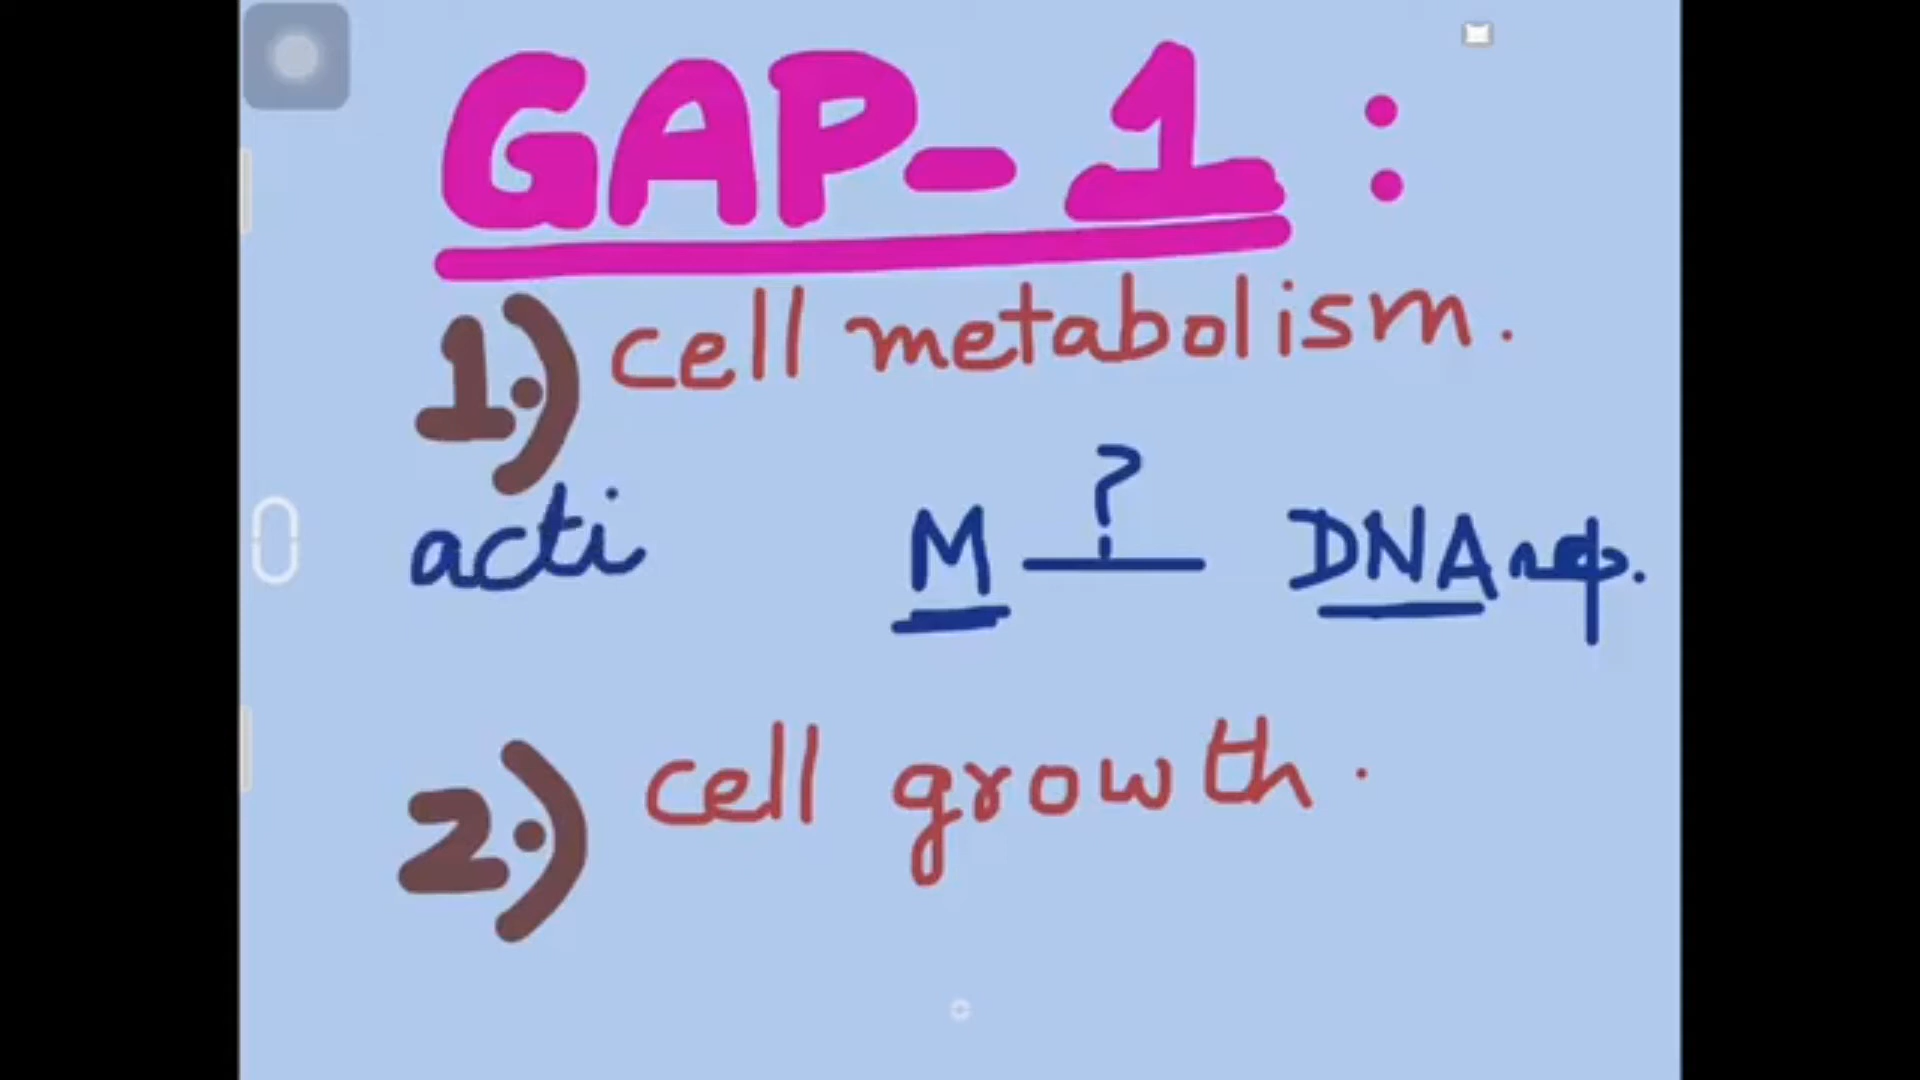 GAP-1 :
1.) cell metabolism.
acti M ? DNA rep.
2.) cell growth.